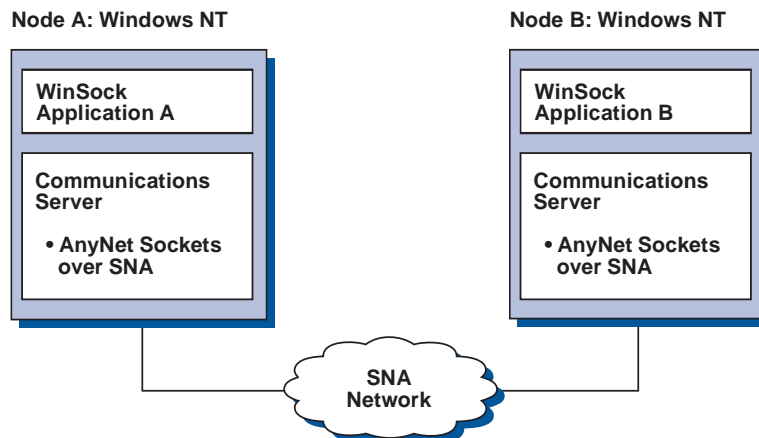 Node A: Windows NT
WinSock
Application A
Communications
Server
• AnyNet Sockets
over SNA
Node B: Windows NT
WinSock
Application B
Communications
Server
• AnyNet Sockets
over SNA
SNA
Network